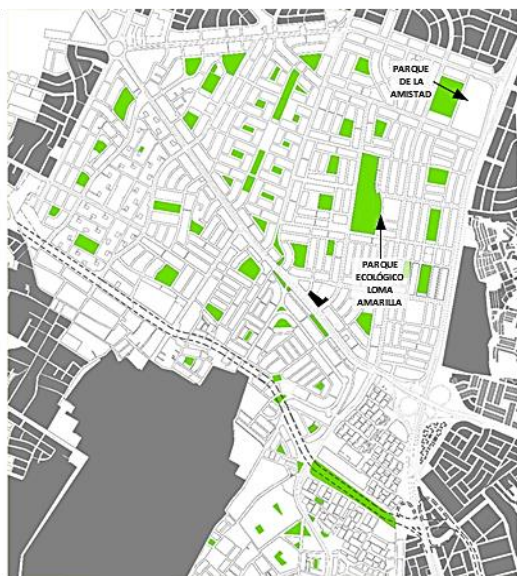 PARQUE
DE LA
AMISTAD
PARQUE
ECOLÓGICO
LOMA
AMARILLA